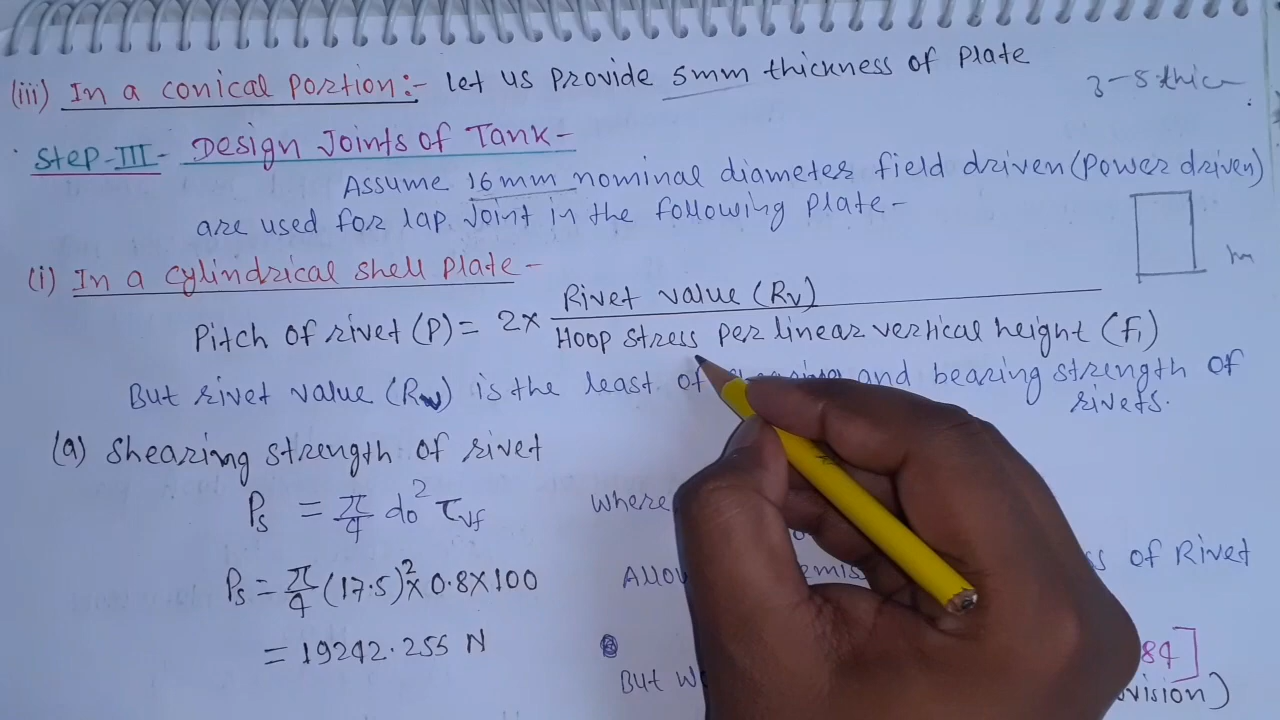 (iii) In a conical Portion:- Let us Provide 5mm thickness of Plate
3-5 thic
Step-III- Design Joints of Tank-
Assume 16mm nominal diameter field driven (Power driven)
are used for lap Joint in the following Plate-
(i) In a cylindrical shell Plate-
Pitch of rivet (P) = 2× Rivet value (Rv) / Hoop Stress Per linear vertical height (F1)
But rivet value (Rv) is the least of and bearing strength of rivets.
(a) Shearing strength of rivet
Ps = π/4 do² τvf Where
Ps = π/4 (17.5)² × 0.8×100 of Rivet
= 19242.255 N 84]
But